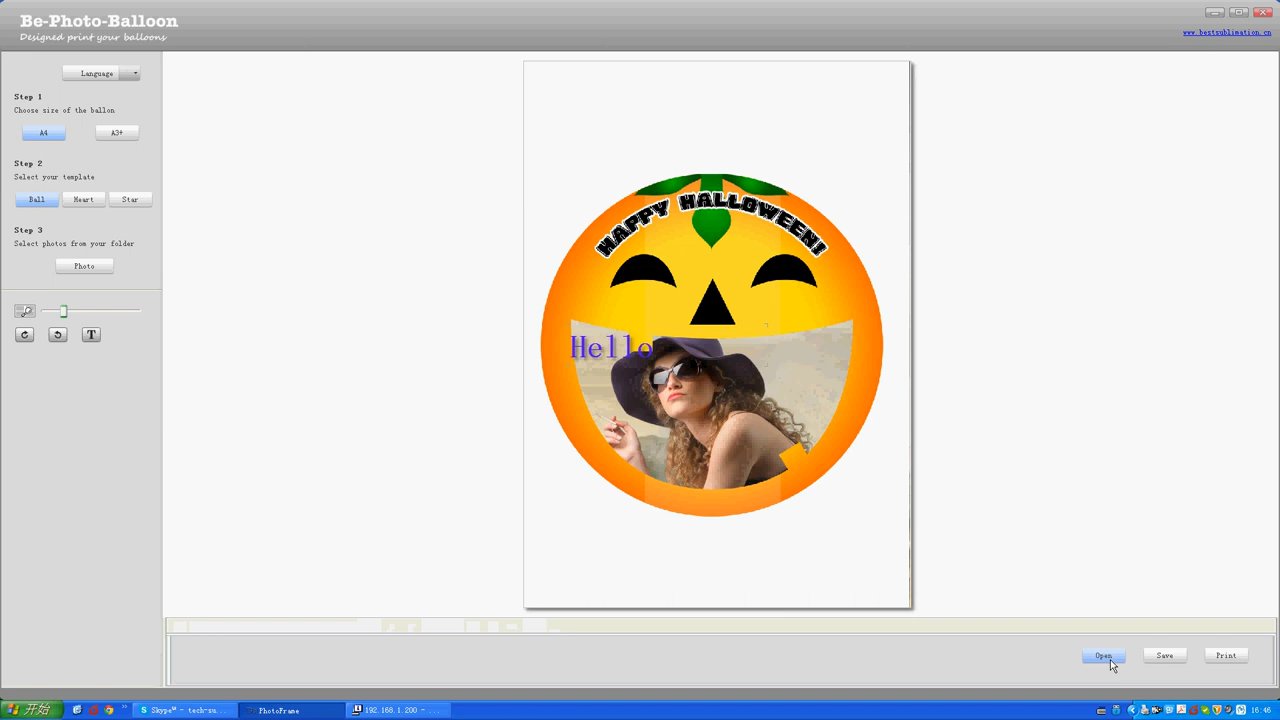 Be-Photo-Balloon
Designed print your balloons
www.bestsublimation.cn
Language
Step 1
Choose size of the ballon
A4
A3+
Step 2
Select your template
Ball
Heart
Star
Step 3
Select photos from your folder
Photo
T
HAPPY HALLOWEEN!
Hello
Open
Save
Print
开始
Skype™ - tech-su...
PhotoFrame
192.168.1.200 - ...
16:46